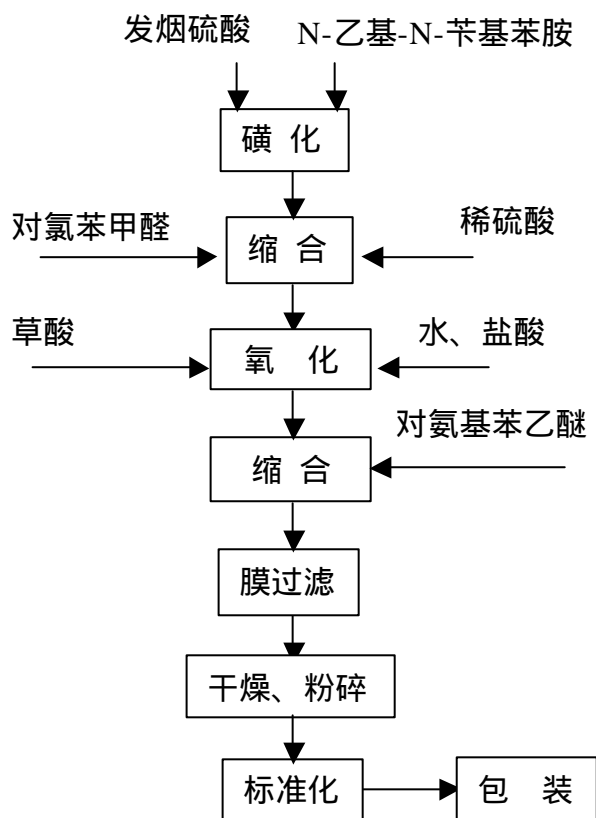 发烟硫酸 N-乙基-N-苄基苯胺
磺 化
对氯苯甲醛 缩 合 稀硫酸
草酸 氧 化 水、盐酸
对氨基苯乙醚
缩 合
膜过滤
干燥、粉碎
标准化 包 装